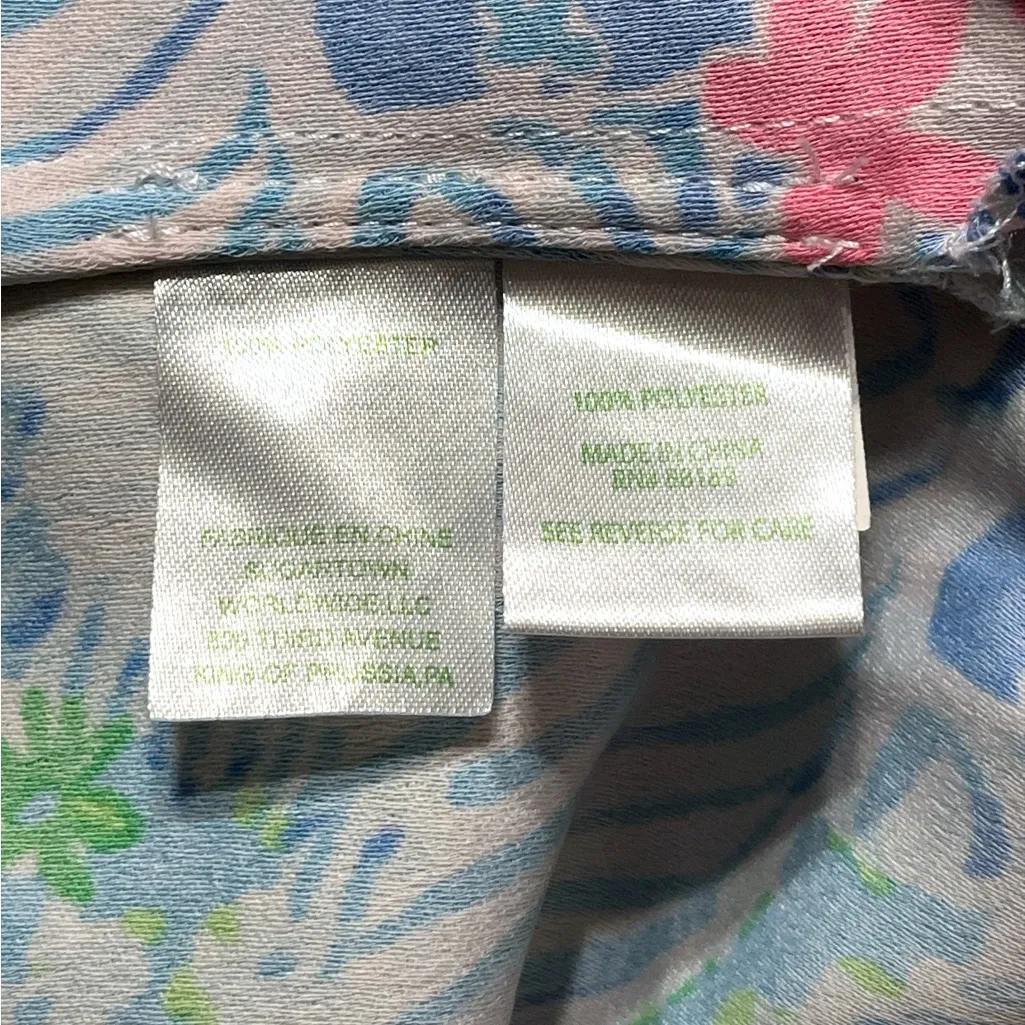 100% POLYESTER
FABRIQUÉ EN CHINE
SUGARTOWN
WORLDWIDE LLC
800 THIRD AVENUE
KING OF PRUSSIA, PA
100% POLYESTER
MADE IN CHINA
RN#
SEE REVERSE FOR CARE